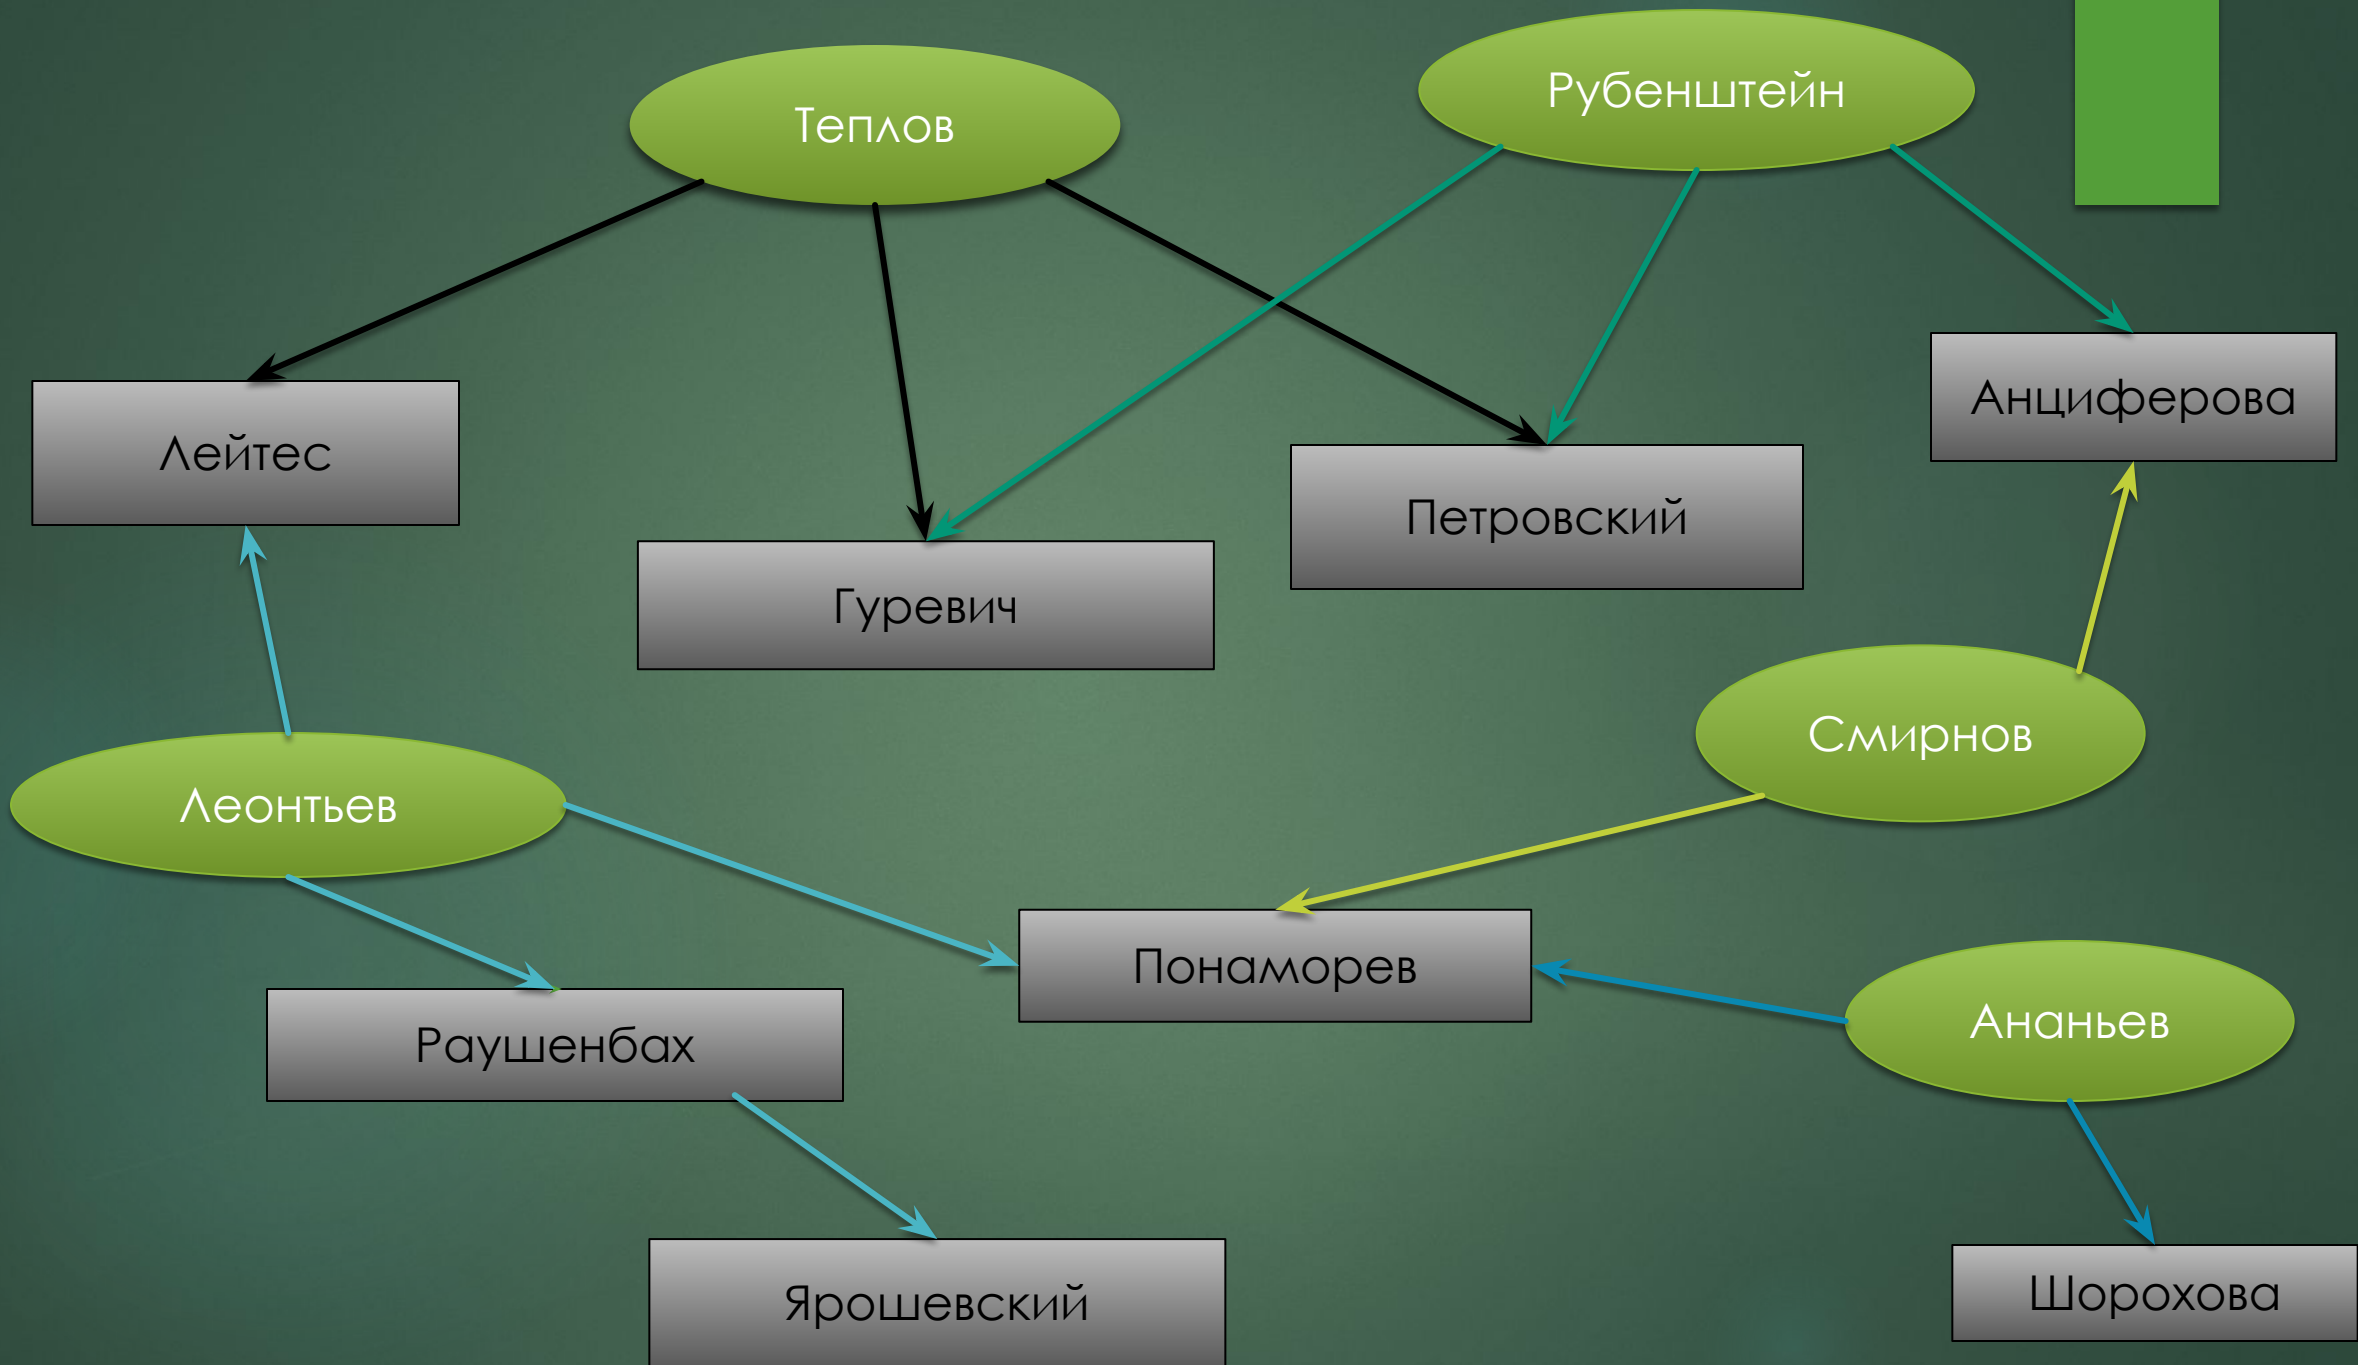 Рубенштейн
Теплов
Анциферова
Лейтес
Петровский
Гуревич
Смирнов
Леонтьев
Понаморев
Ананьев
Раушенбах
Шорохова
Ярошевский